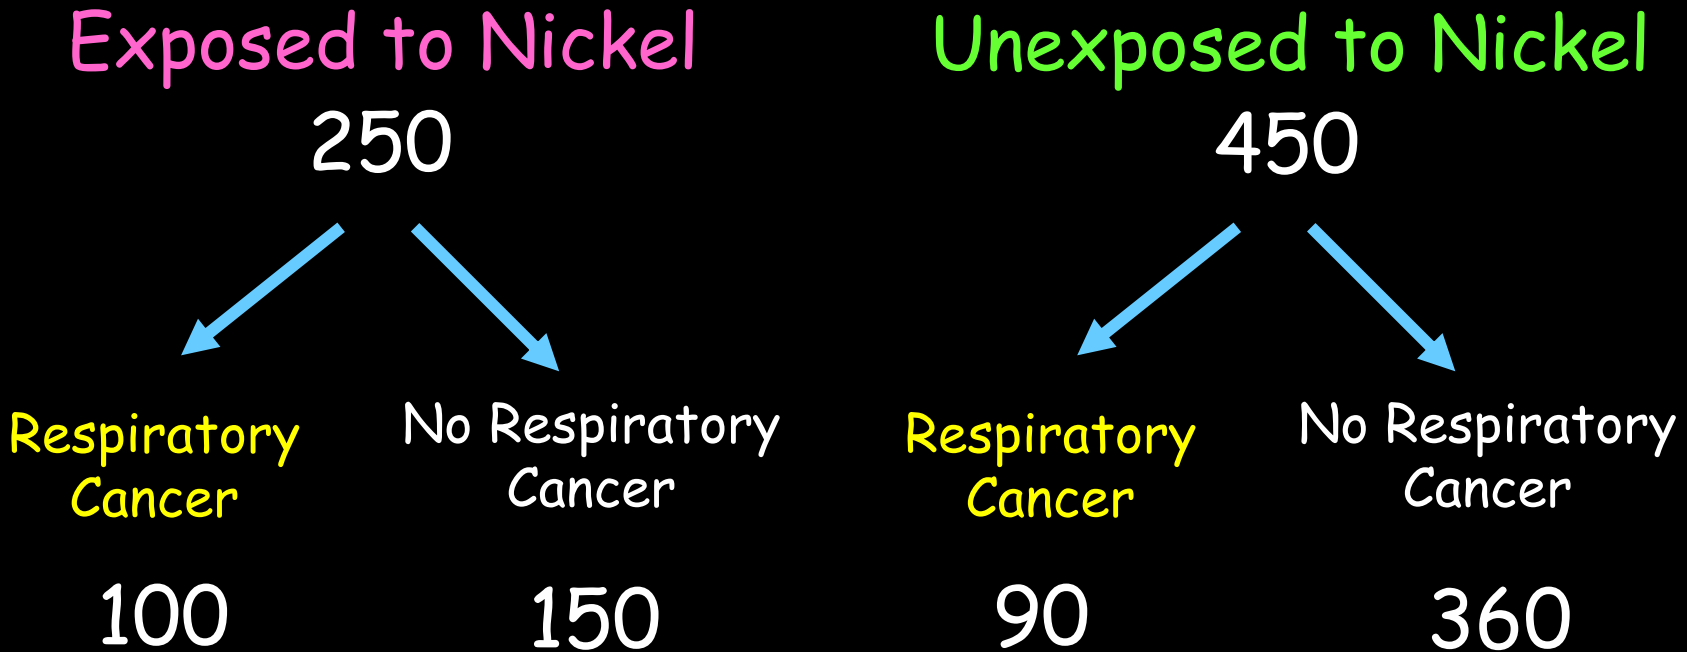 Exposed to Nickel
250
Respiratory
Cancer
100
No Respiratory
Cancer
150
Unexposed to Nickel
450
Respiratory
Cancer
90
No Respiratory
Cancer
360